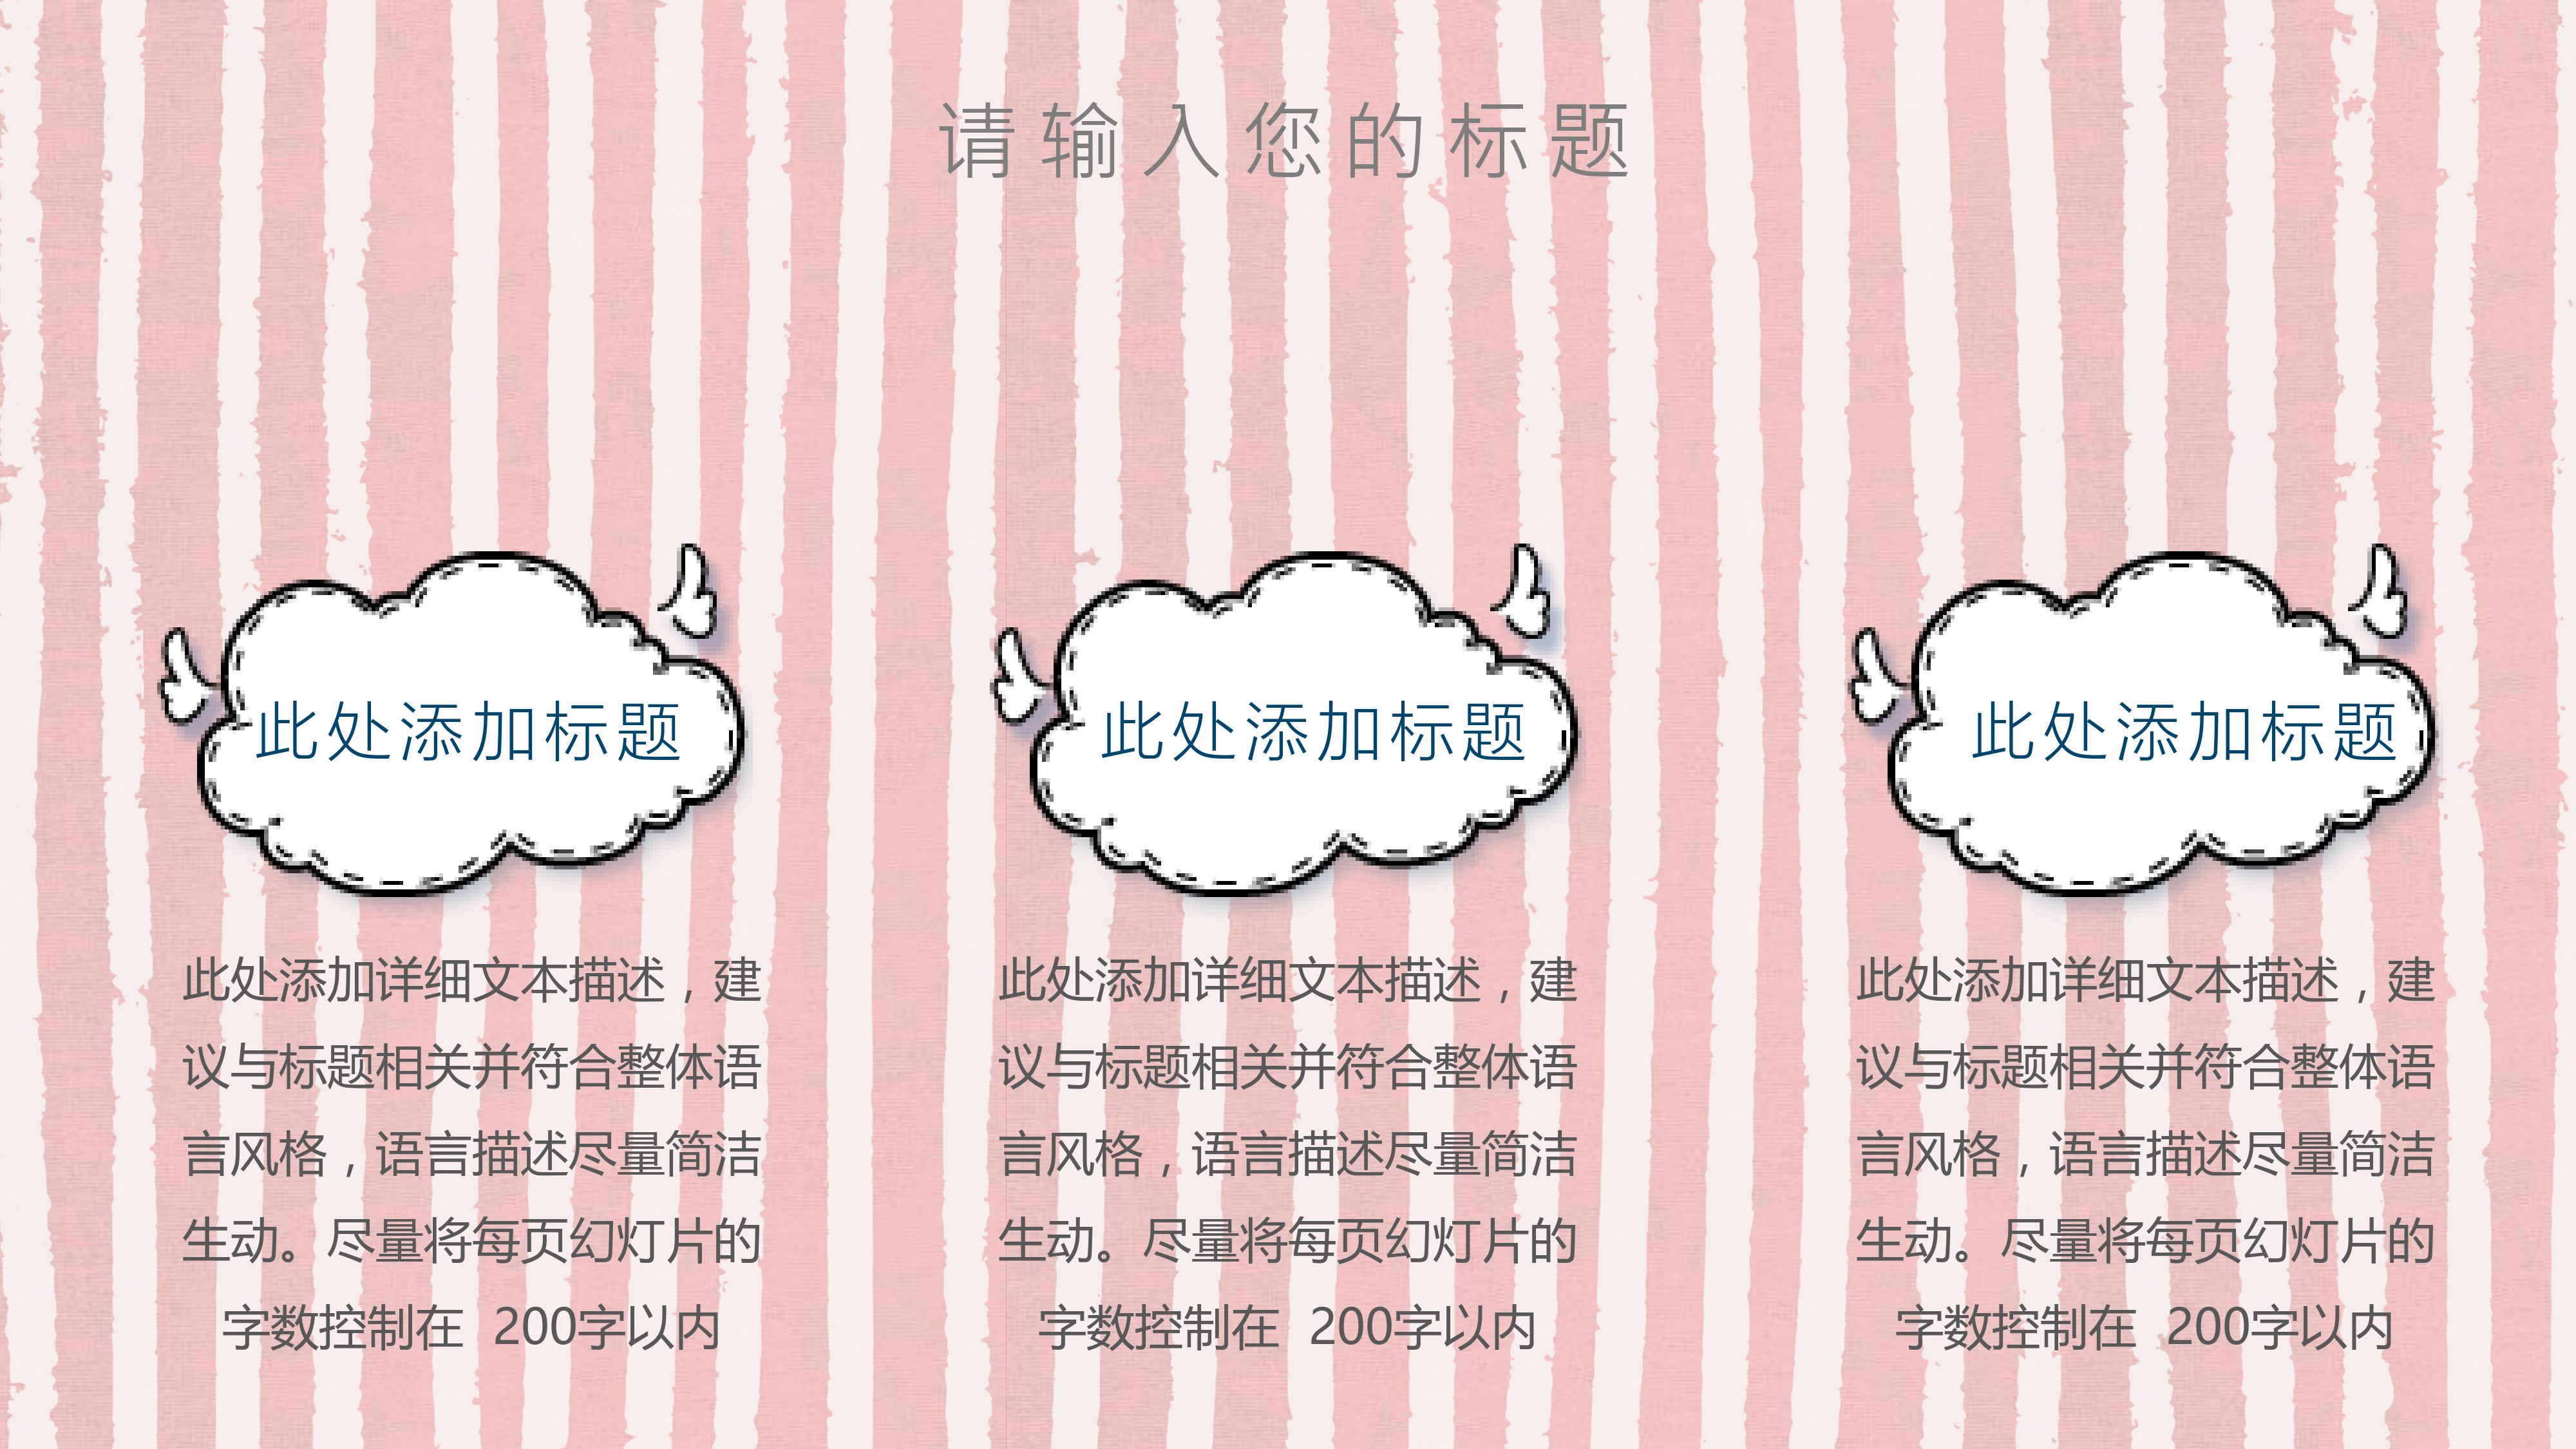 请输入您的标题
此处添加标题
此处添加详细文本描述，建
议与标题相关并符合整体语
言风格，语言描述尽量简洁
生动。尽量将每页幻灯片的
字数控制在 200字以内
此处添加标题
此处添加详细文本描述，建
议与标题相关并符合整体语
言风格，语言描述尽量简洁
生动。尽量将每页幻灯片的
字数控制在 200字以内
此处添加标题
此处添加详细文本描述，建
议与标题相关并符合整体语
言风格，语言描述尽量简洁
生动。尽量将每页幻灯片的
字数控制在 200字以内